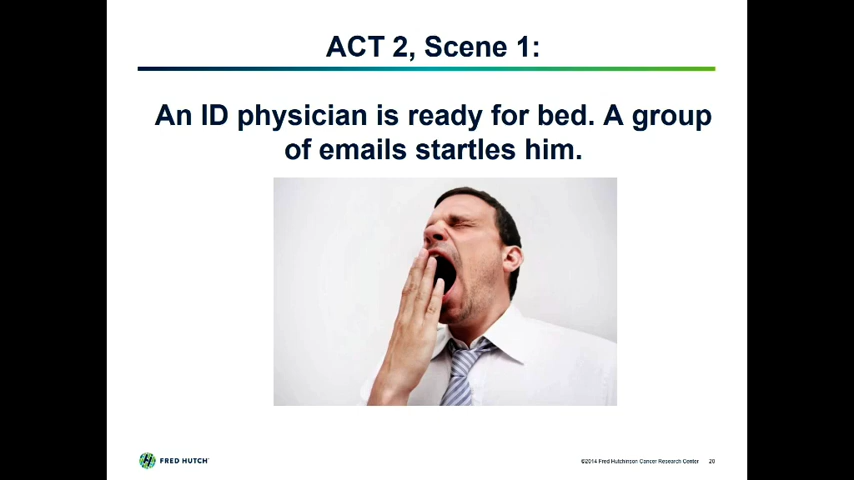 ACT 2, Scene 1:
An ID physician is ready for bed. A group
of emails startles him.
FRED HUTCH
©2014 Fred Hutchinson Cancer Research Center 20